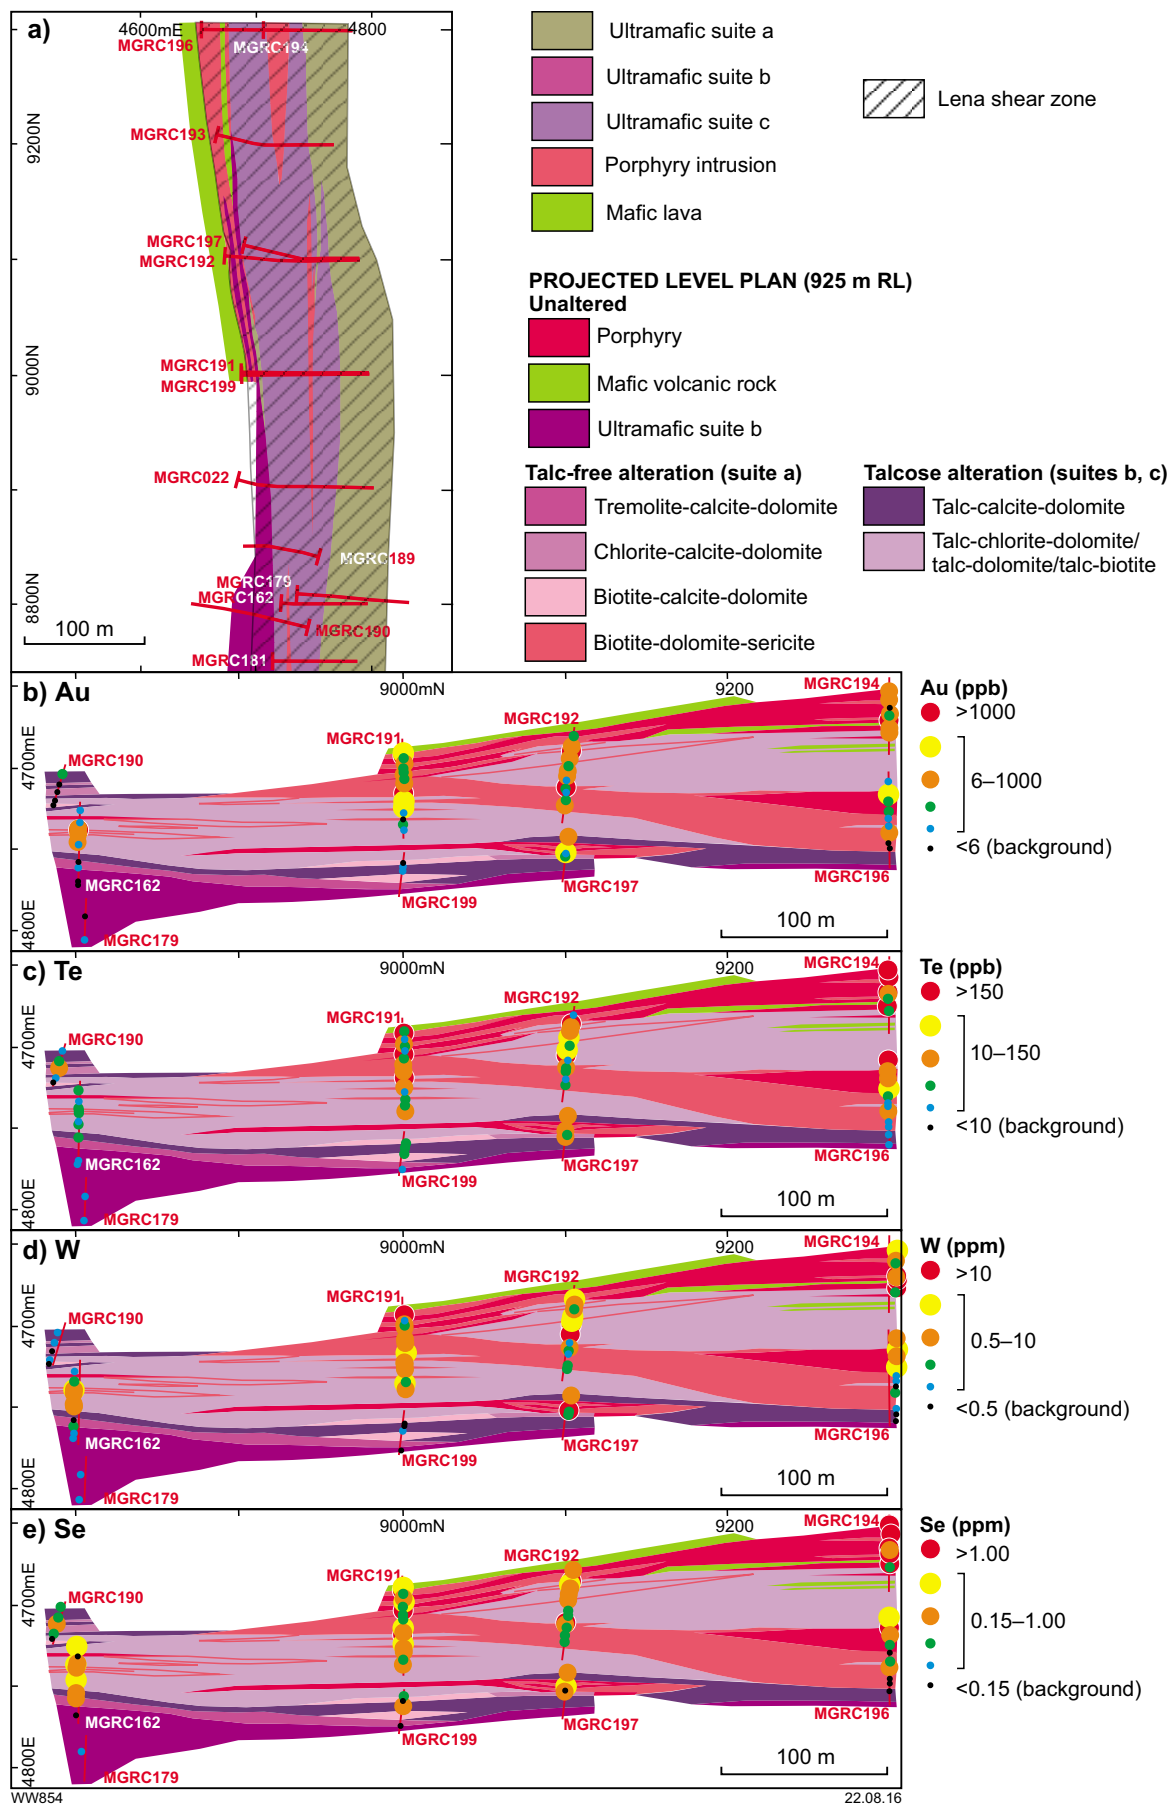 a)
4600mE
4800
MGRC196
MGRC194
MGRC193
9200N
MGRC197
MGRC192
MGRC191
MGRC199
9000N
MGRC022
MGRC189
MGRC179
MGRC162
8800N
MGRC190
100 m
MGRC181
Ultramafic suite a
Ultramafic suite b
Ultramafic suite c
Porphyry intrusion
Mafic lava
Lena shear zone
PROJECTED LEVEL PLAN (925 m RL)
Unaltered
Porphyry
Mafic volcanic rock
Ultramafic suite b
Talc-free alteration (suite a)
Tremolite-calcite-dolomite
Chlorite-calcite-dolomite
Biotite-calcite-dolomite
Biotite-dolomite-sericite
Talcose alteration (suites b, c)
Talc-calcite-dolomite
Talc-chlorite-dolomite/
talc-dolomite/talc-biotite
b) Au
9000mN
9200
MGRC194
MGRC192
MGRC191
MGRC190
4700mE
MGRC162
MGRC197
MGRC196
MGRC199
4800E
MGRC179
100 m
Au (ppb)
>1000
6–1000
<6 (background)
c) Te
9000mN
9200
MGRC194
MGRC192
MGRC191
MGRC190
4700mE
MGRC162
MGRC197
MGRC196
MGRC199
4800E
MGRC179
100 m
Te (ppb)
>150
10–150
<10 (background)
d) W
9000mN
9200
MGRC194
MGRC192
MGRC191
MGRC190
4700mE
MGRC162
MGRC197
MGRC196
MGRC199
4800E
MGRC179
100 m
W (ppm)
>10
0.5–10
<0.5 (background)
e) Se
9000mN
9200
MGRC194
MGRC192
MGRC191
MGRC190
4700mE
MGRC162
MGRC197
MGRC196
MGRC199
4800E
MGRC179
100 m
Se (ppm)
>1.00
0.15–1.00
<0.15 (background)
WW854
22.08.16